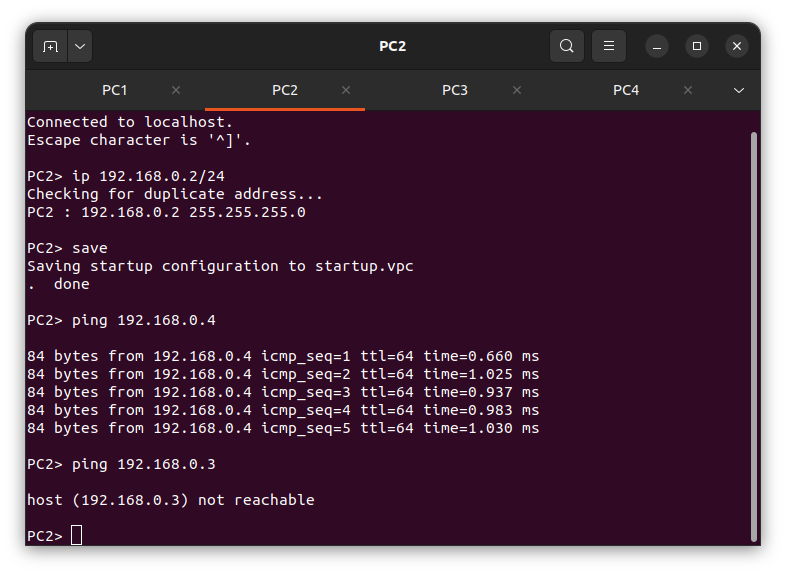 PC2
PC1
PC2
PC3
PC4
Connected to localhost.
Escape character is '^]'.
PC2> ip 192.168.0.2/24
Checking for duplicate address...
PC2 : 192.168.0.2 255.255.255.0
PC2> save
Saving startup configuration to startup.vpc
.  done
PC2> ping 192.168.0.4
84 bytes from 192.168.0.4 icmp_seq=1 ttl=64 time=0.660 ms
84 bytes from 192.168.0.4 icmp_seq=2 ttl=64 time=1.025 ms
84 bytes from 192.168.0.4 icmp_seq=3 ttl=64 time=0.937 ms
84 bytes from 192.168.0.4 icmp_seq=4 ttl=64 time=0.983 ms
84 bytes from 192.168.0.4 icmp_seq=5 ttl=64 time=1.030 ms
PC2> ping 192.168.0.3
host (192.168.0.3) not reachable
PC2>